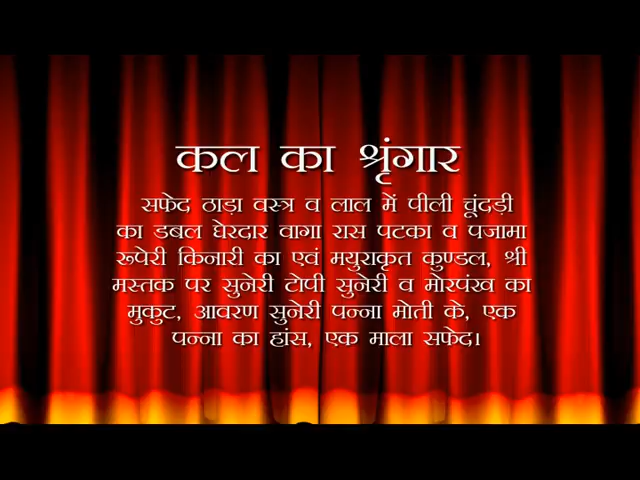 कल का श्रृंगार
सफेद ठाड़ा वस्त्र व लाल में पीली चूंदड़ी
का डबल घेरदार वागा रास पटका व पजामा
रूपेरी किनारी का एवं मयुराकृत कुण्डल, श्री
मस्तक पर सुनेरी टोपी सुनेरी व मोरपंख का
मुकुट, आवरण सुनेरी पन्ना मोती के, एक
पन्ना का हांस, एक माला सफेद।